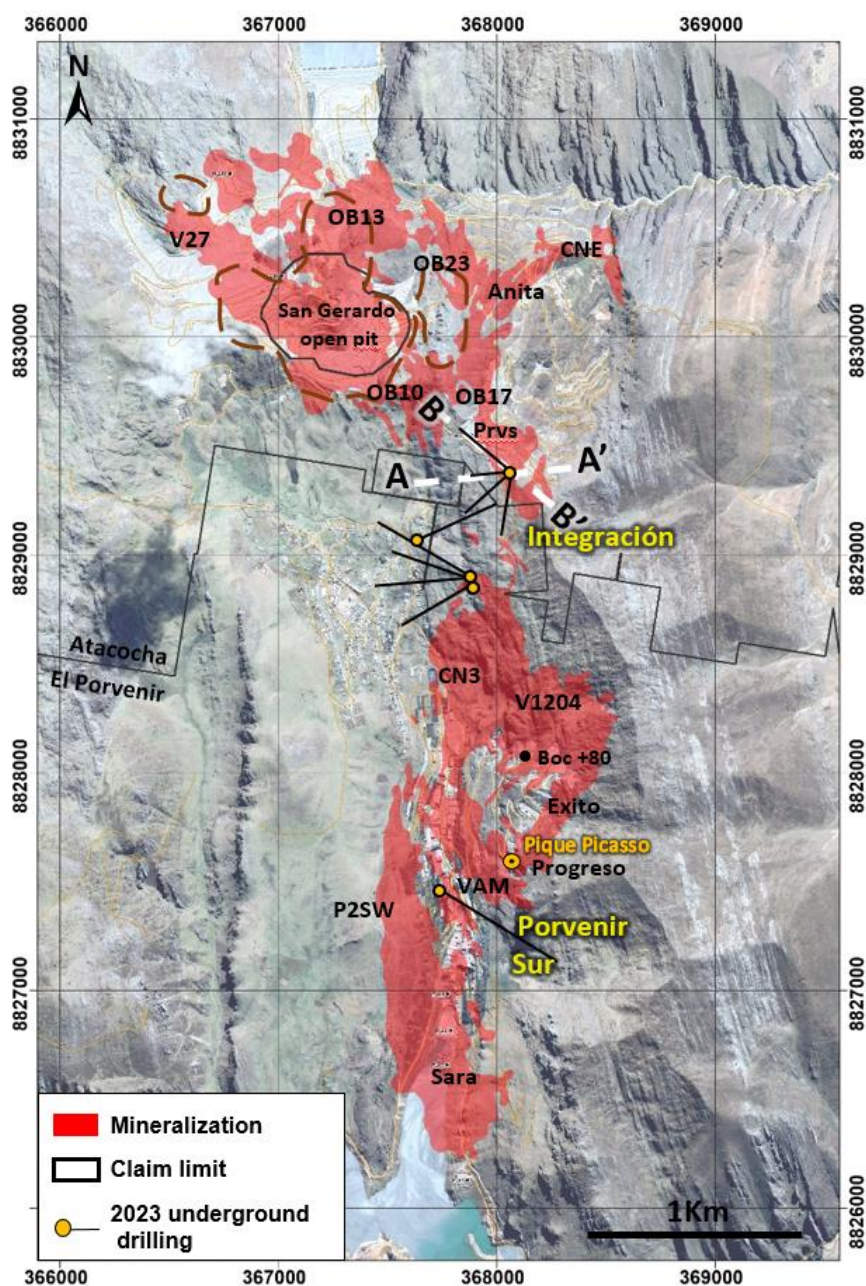 366000
367000
368000
369000
N
8831000
8831000
OB13
V27
CNE
OB23
Anita
San Gerardo
open pit
8830000
8830000
OB10
OB17
B
Prvs
A
A'
B'
Integración
8829000
8829000
Atacocha
El Porvenir
CN3
V1204
Boc +80
8828000
8828000
Exito
Pique Picasso
Progreso
VAM
P2SW
Porvenir
Sur
8827000
8827000
Sara
Mineralization
Claim limit
2023 underground
drilling
1Km
8826000
8826000
366000
367000
368000
369000